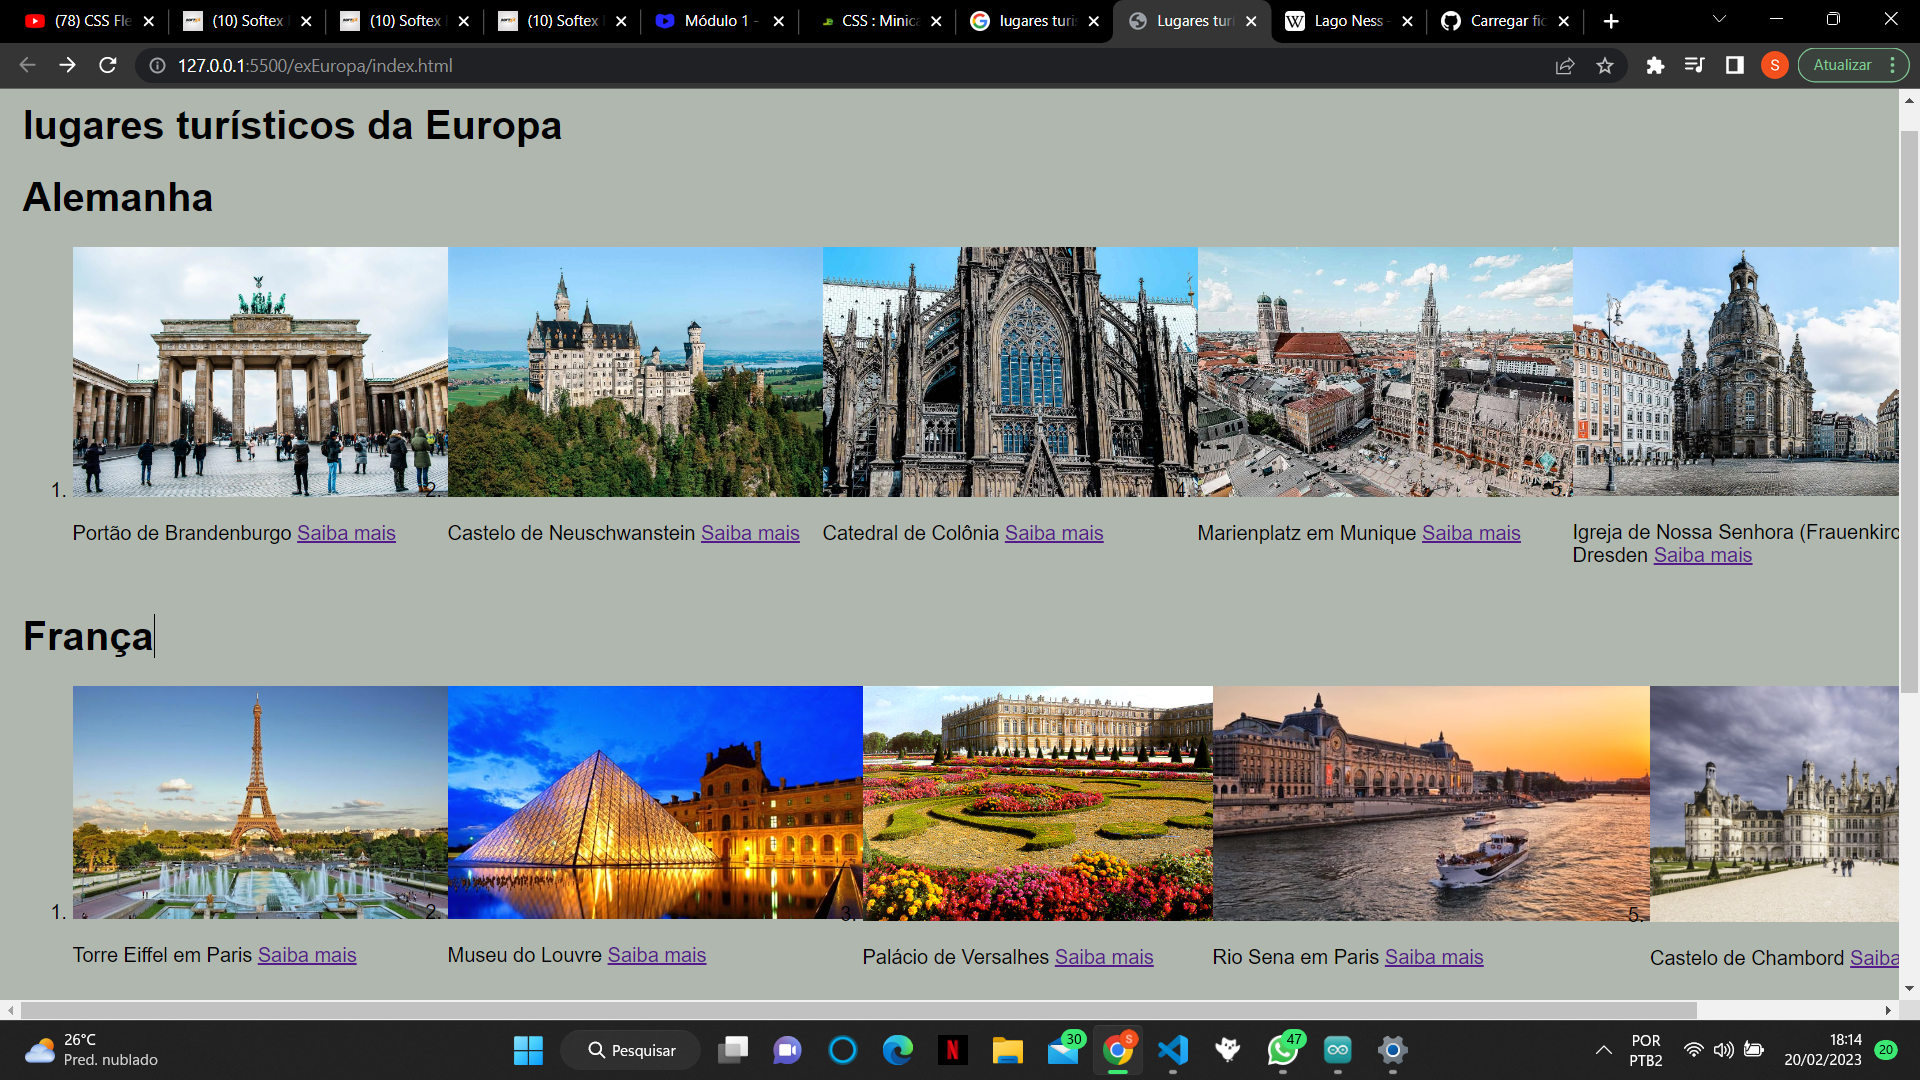 (78) CSS Fle
(10) Softex
(10) Softex
(10) Softex
Módulo 1 -
CSS : Minica
lugares turis
Lugares turi
Lago Ness -
Carregar fic
127.0.0.1:5500/exEuropa/index.html
S
Atualizar
lugares turísticos da Europa
Alemanha
1.
2.
4.
5.
Portão de Brandenburgo Saiba mais
Castelo de Neuschwanstein Saiba mais
Catedral de Colônia Saiba mais
Marienplatz em Munique Saiba mais
Igreja de Nossa Senhora (Frauenkirc
Dresden Saiba mais
França
1.
2.
3.
5.
Torre Eiffel em Paris Saiba mais
Museu do Louvre Saiba mais
Palácio de Versalhes Saiba mais
Rio Sena em Paris Saiba mais
Castelo de Chambord Saiba
26°C
Pred. nublado
Pesquisar
30
S
47
POR
PTB2
18:14
20/02/2023
20